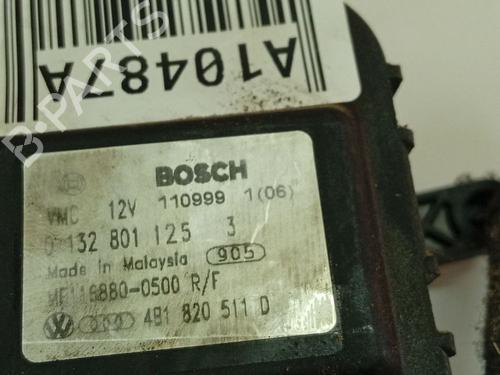 A10487A
B-PARTS
BOSCH
VMC 12V 110999 1(06)
0 132 801 125 3
Made in Malaysia 905
MF116880-0500 R/F
4B1 820 511 D